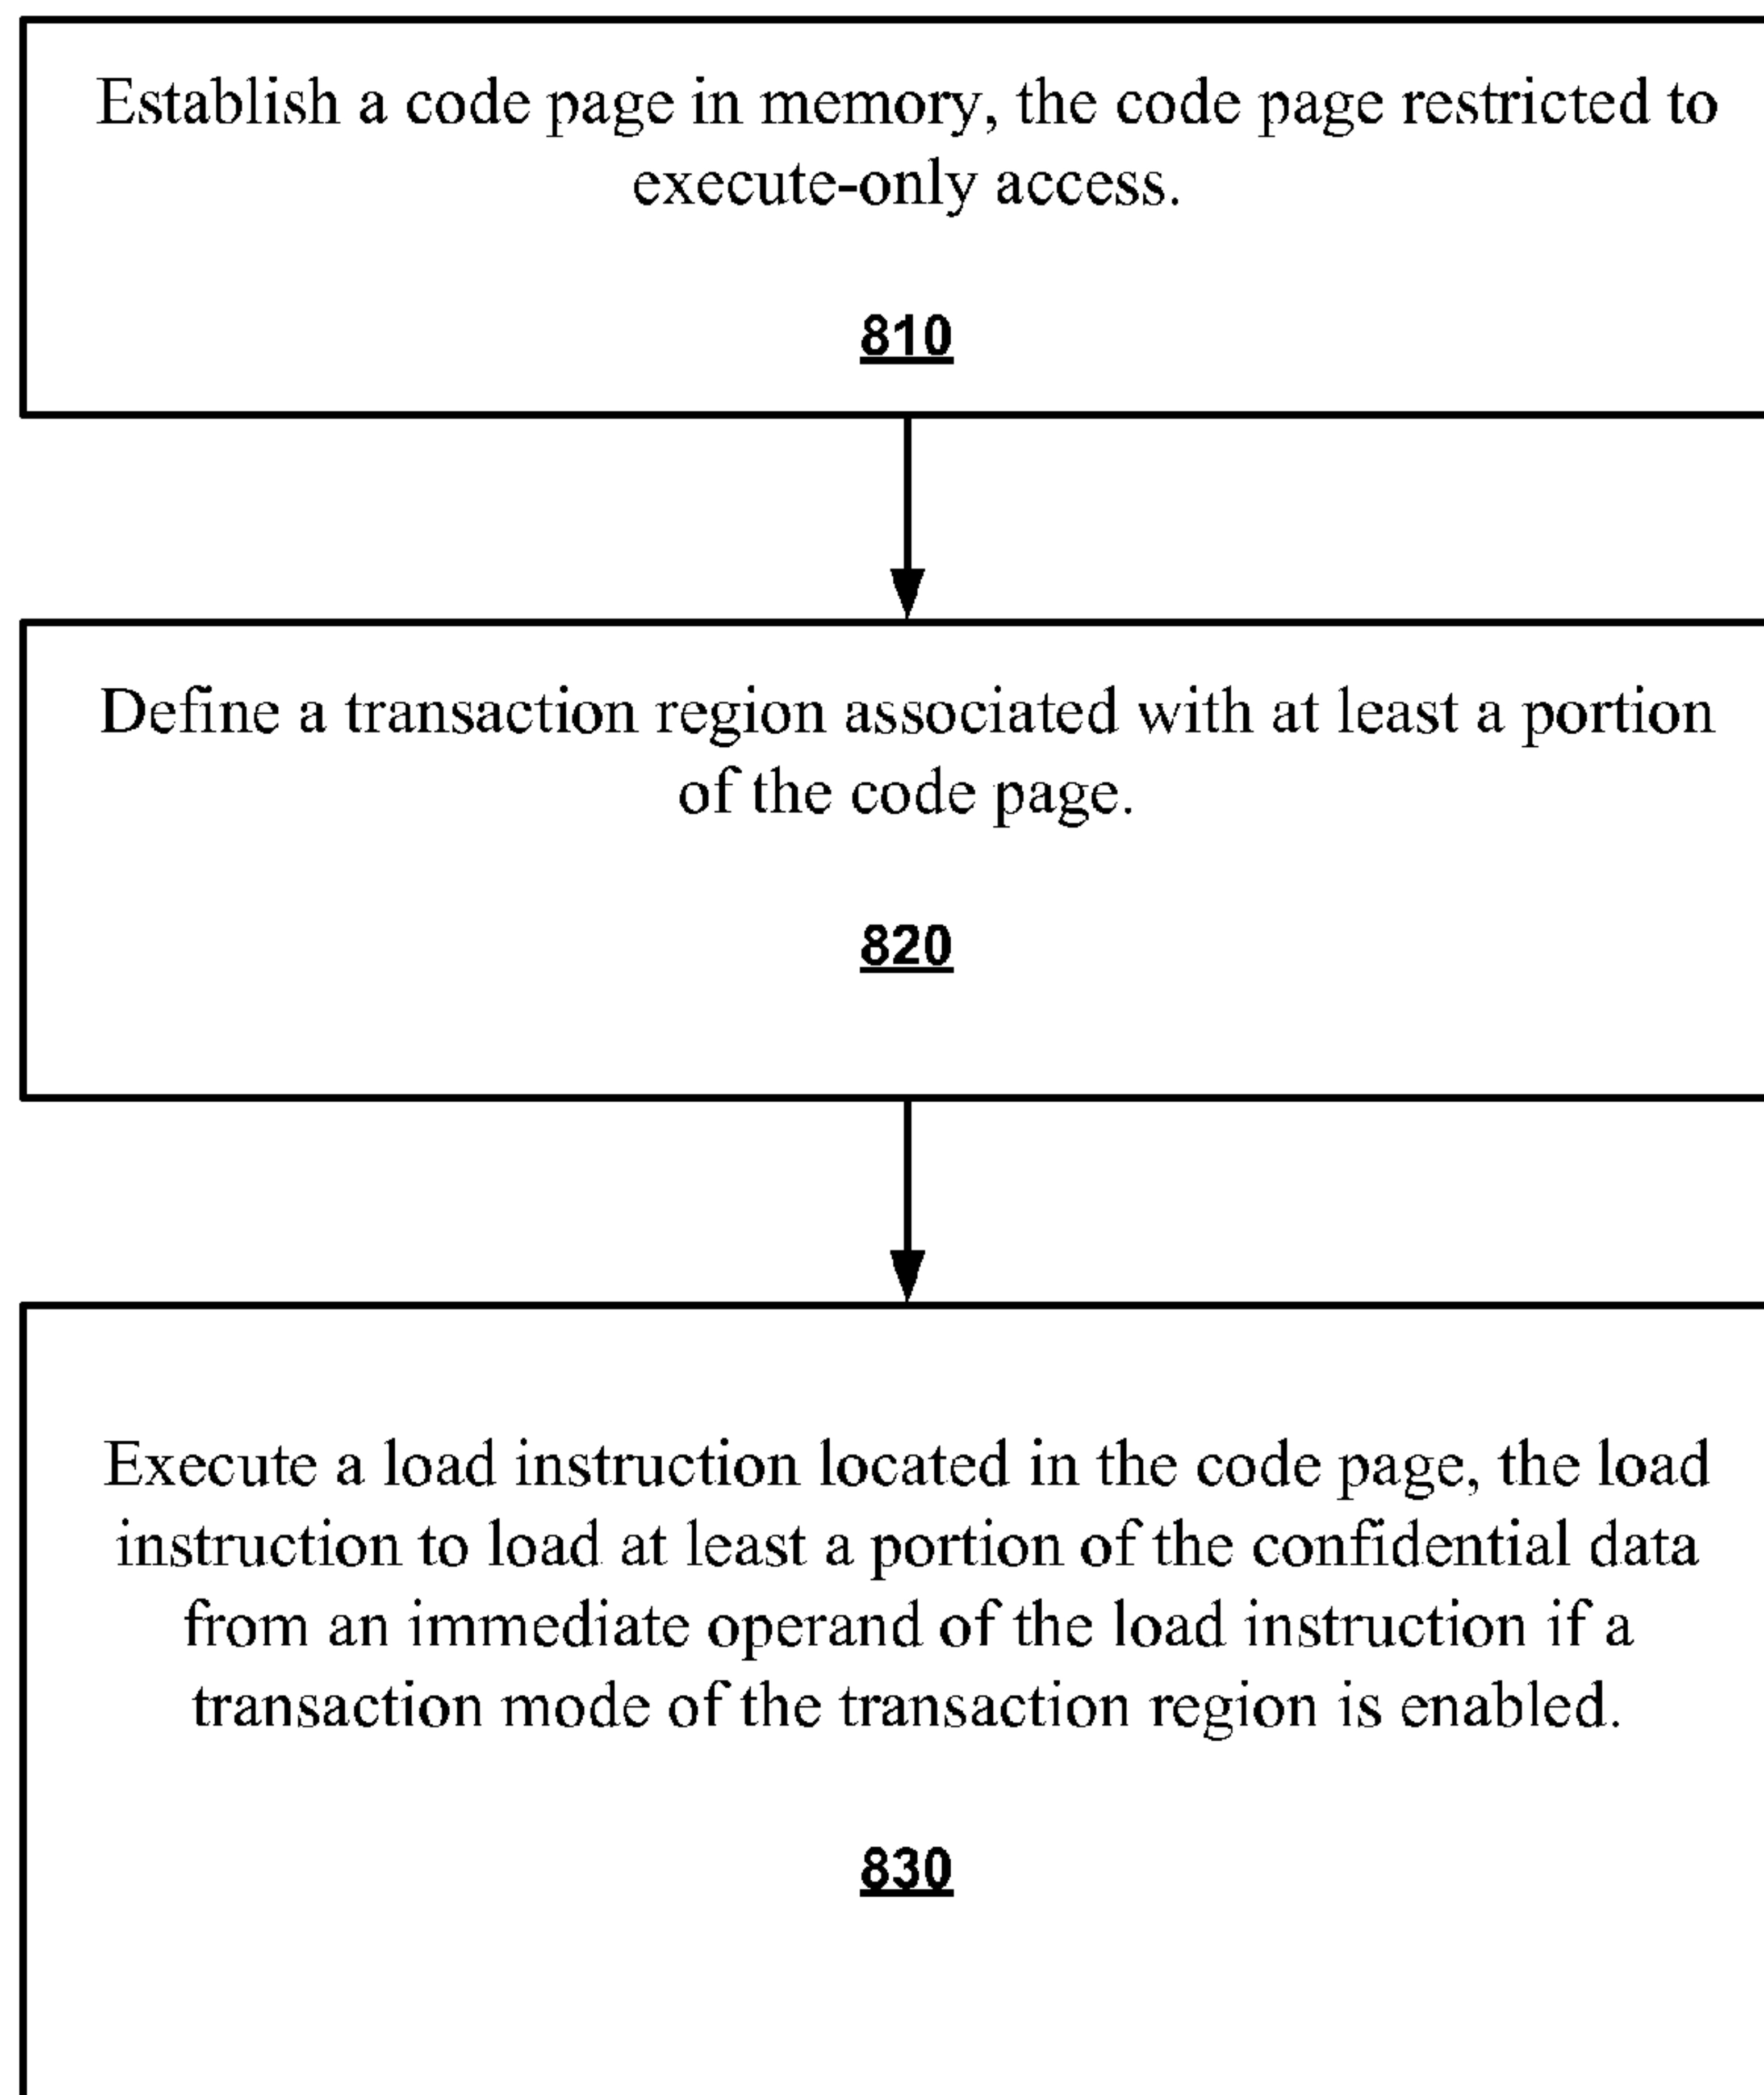 Establish a code page in memory, the code page restricted to
execute-only access.
810
Define a transaction region associated with at least a portion
of the code page.
820
Execute a load instruction located in the code page, the load
instruction to load at least a portion of the confidential data
from an immediate operand of the load instruction if a
transaction mode of the transaction region is enabled.
830